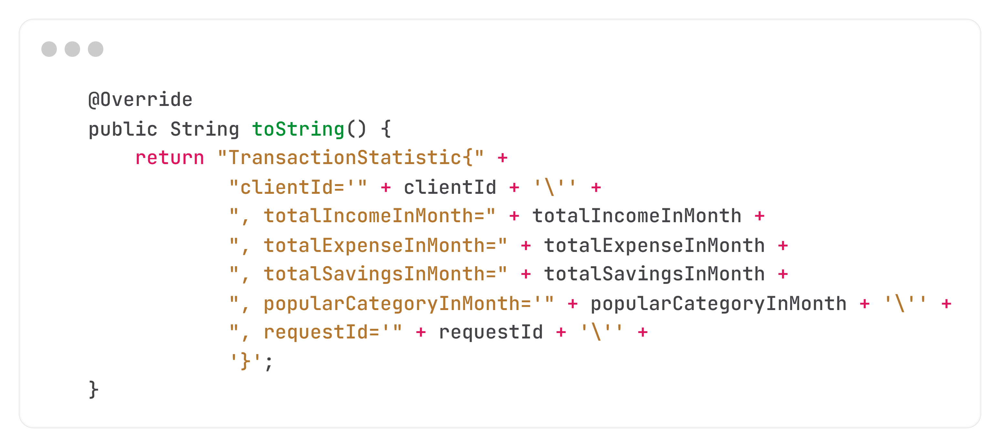 @Override
public String toString() {
    return "TransactionStatistic{" +
            "clientId='" + clientId + '\'' +
            ", totalIncomeInMonth=" + totalIncomeInMonth +
            ", totalExpenseInMonth=" + totalExpenseInMonth +
            ", totalSavingsInMonth=" + totalSavingsInMonth +
            ", popularCategoryInMonth='" + popularCategoryInMonth + '\'' +
            ", requestId='" + requestId + '\'' +
            '}';
}